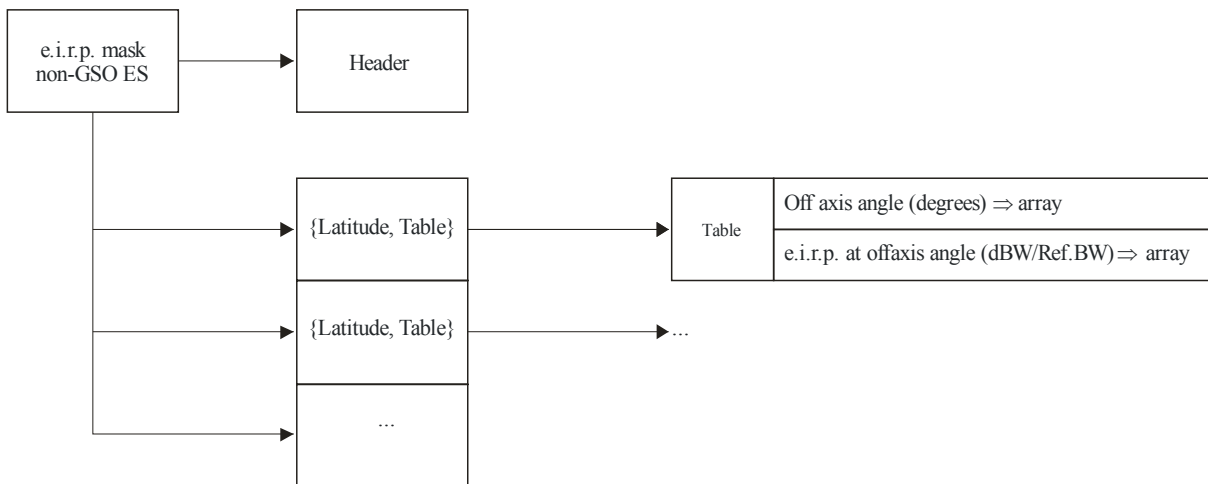 e.i.r.p. mask
non-GSO ES
Header
{Latitude, Table}
Table
Off axis angle (degrees) ⇒ array
e.i.r.p. at offaxis angle (dBW/Ref.BW) ⇒ array
{Latitude, Table}
...
...